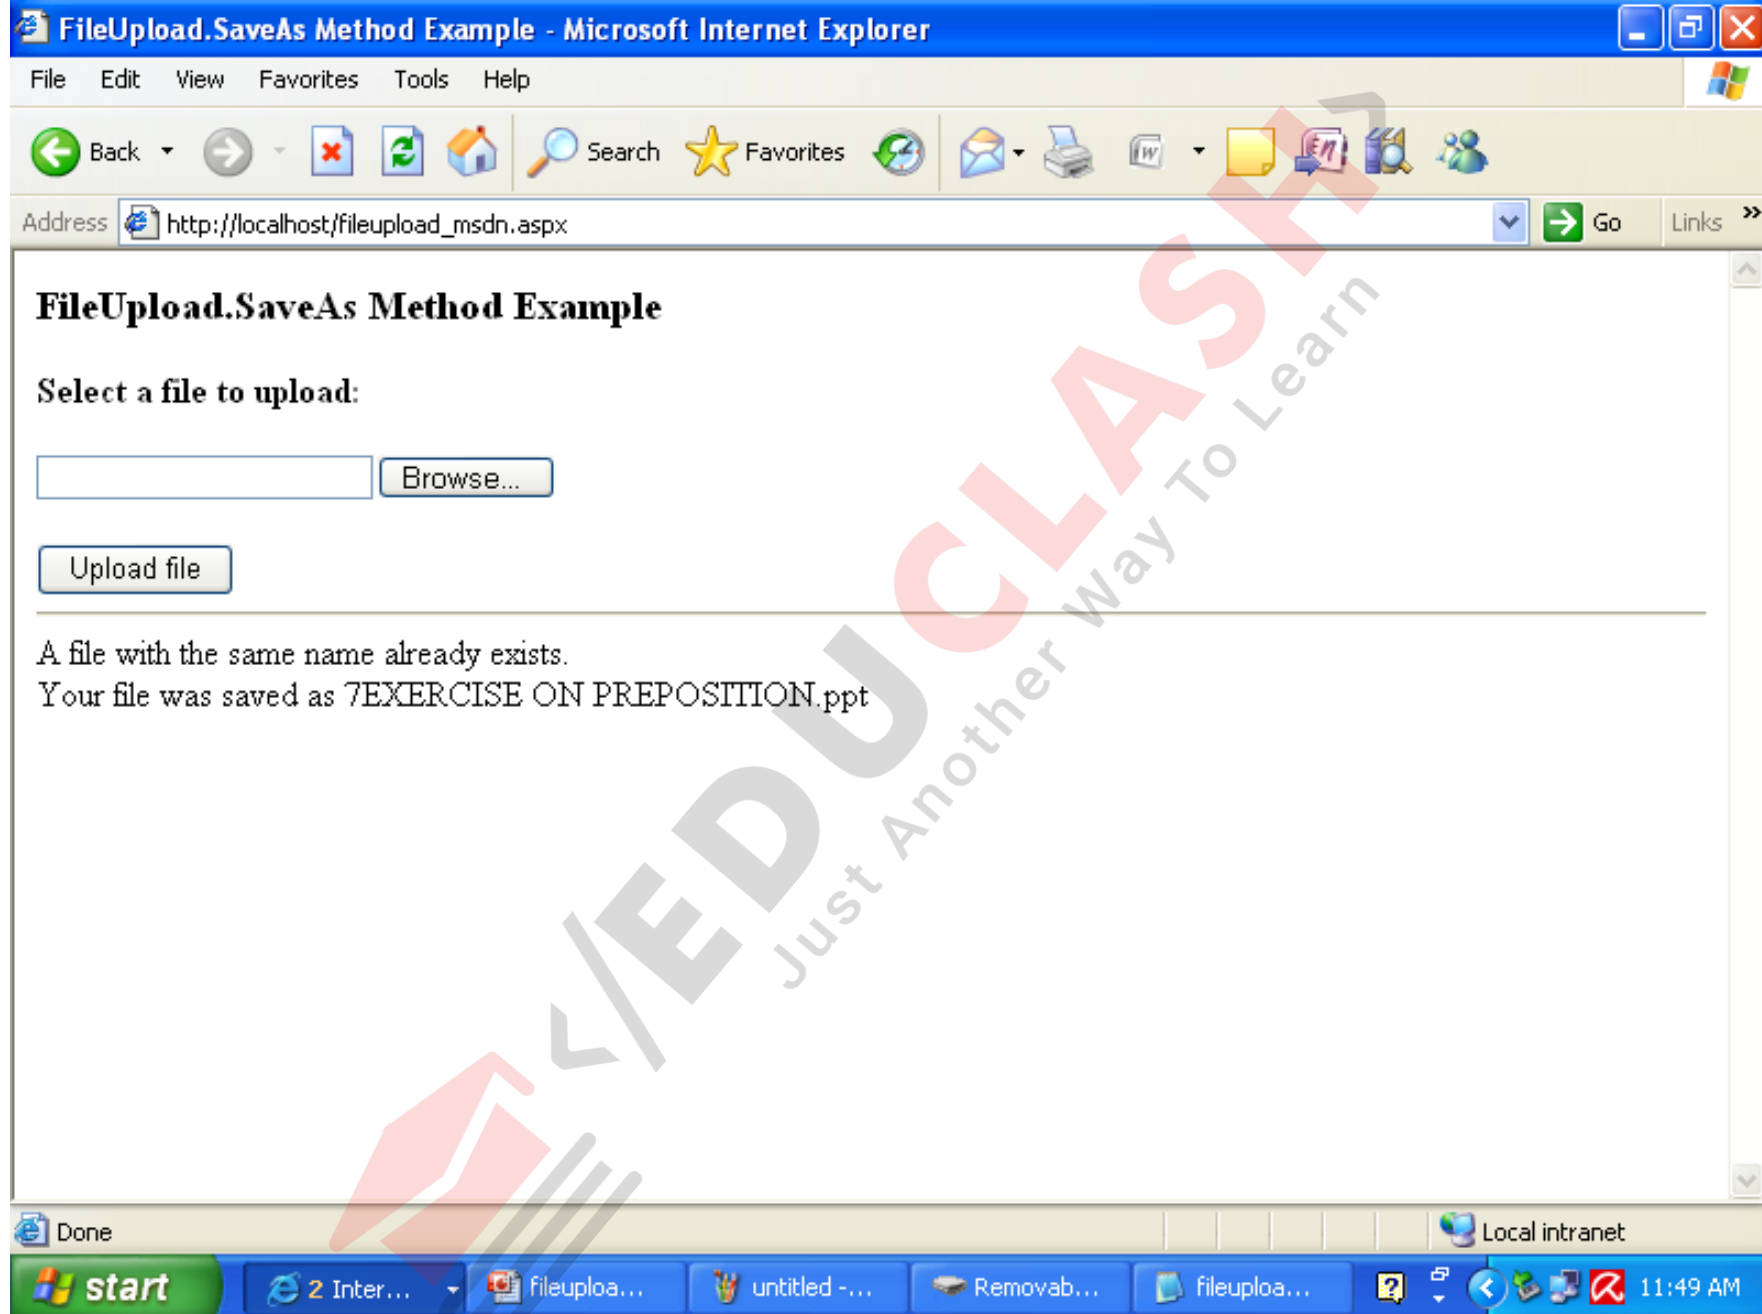 FileUpload.SaveAs Method Example - Microsoft Internet Explorer
File Edit View Favorites Tools Help
Back Search Favorites
Address http://localhost/fileupload_msdn.aspx Go Links »
FileUpload.SaveAs Method Example
Select a file to upload:
Browse...
Upload file
A file with the same name already exists.
Your file was saved as 7EXERCISE ON PREPOSITION.ppt
</EDUCLASH>
Just Another Way To Learn
Done Local intranet
start 2 Inter... fileuploa... untitled -... Removab... fileuploa... 11:49 AM